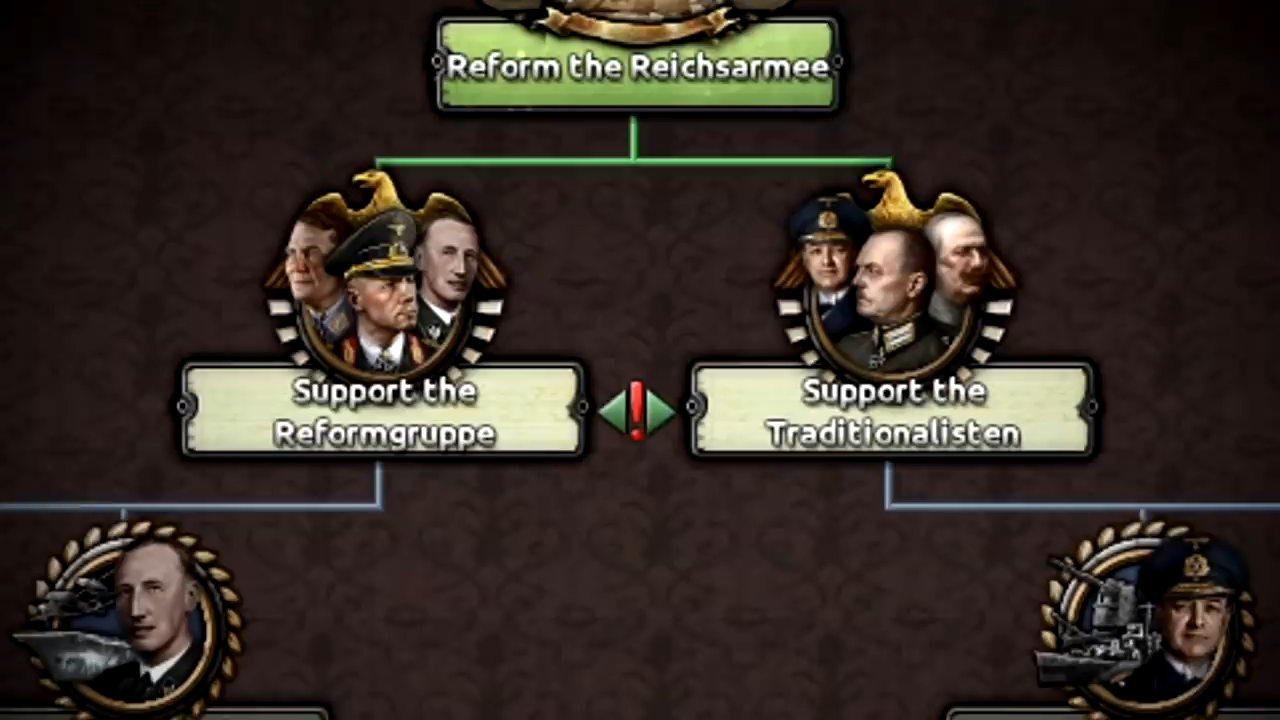 Reform the Reichsarmee
Support the
Reformgruppe
Support the
Traditionalisten